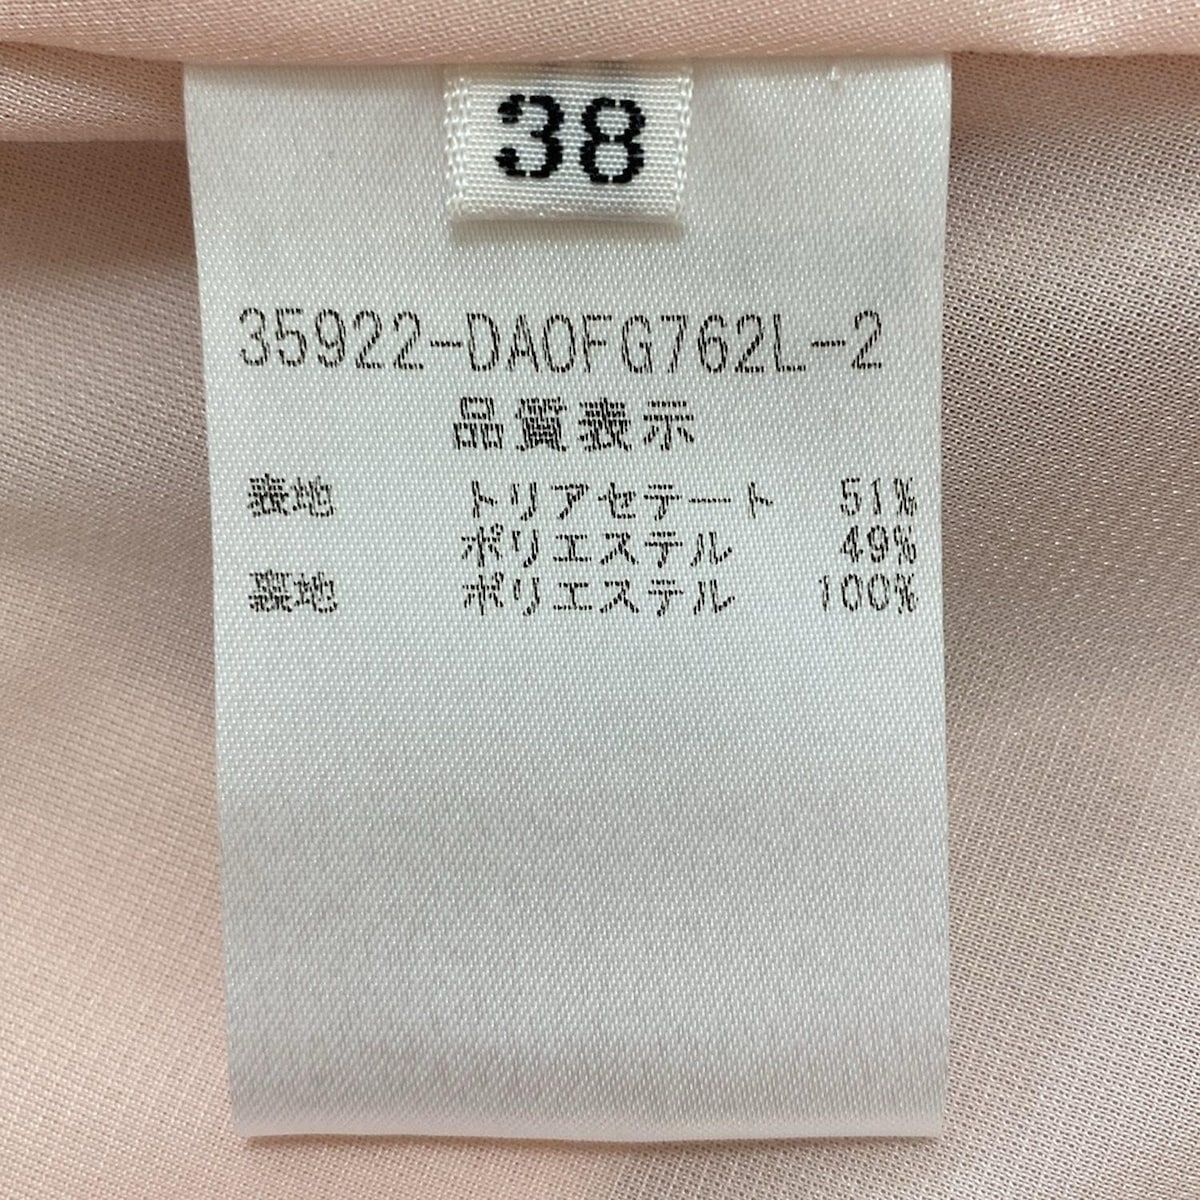 38
35922-DAOFG762L-2
品質表示
表地 トリアセテート 51%
ポリエステル 49%
裏地 ポリエステル 100%